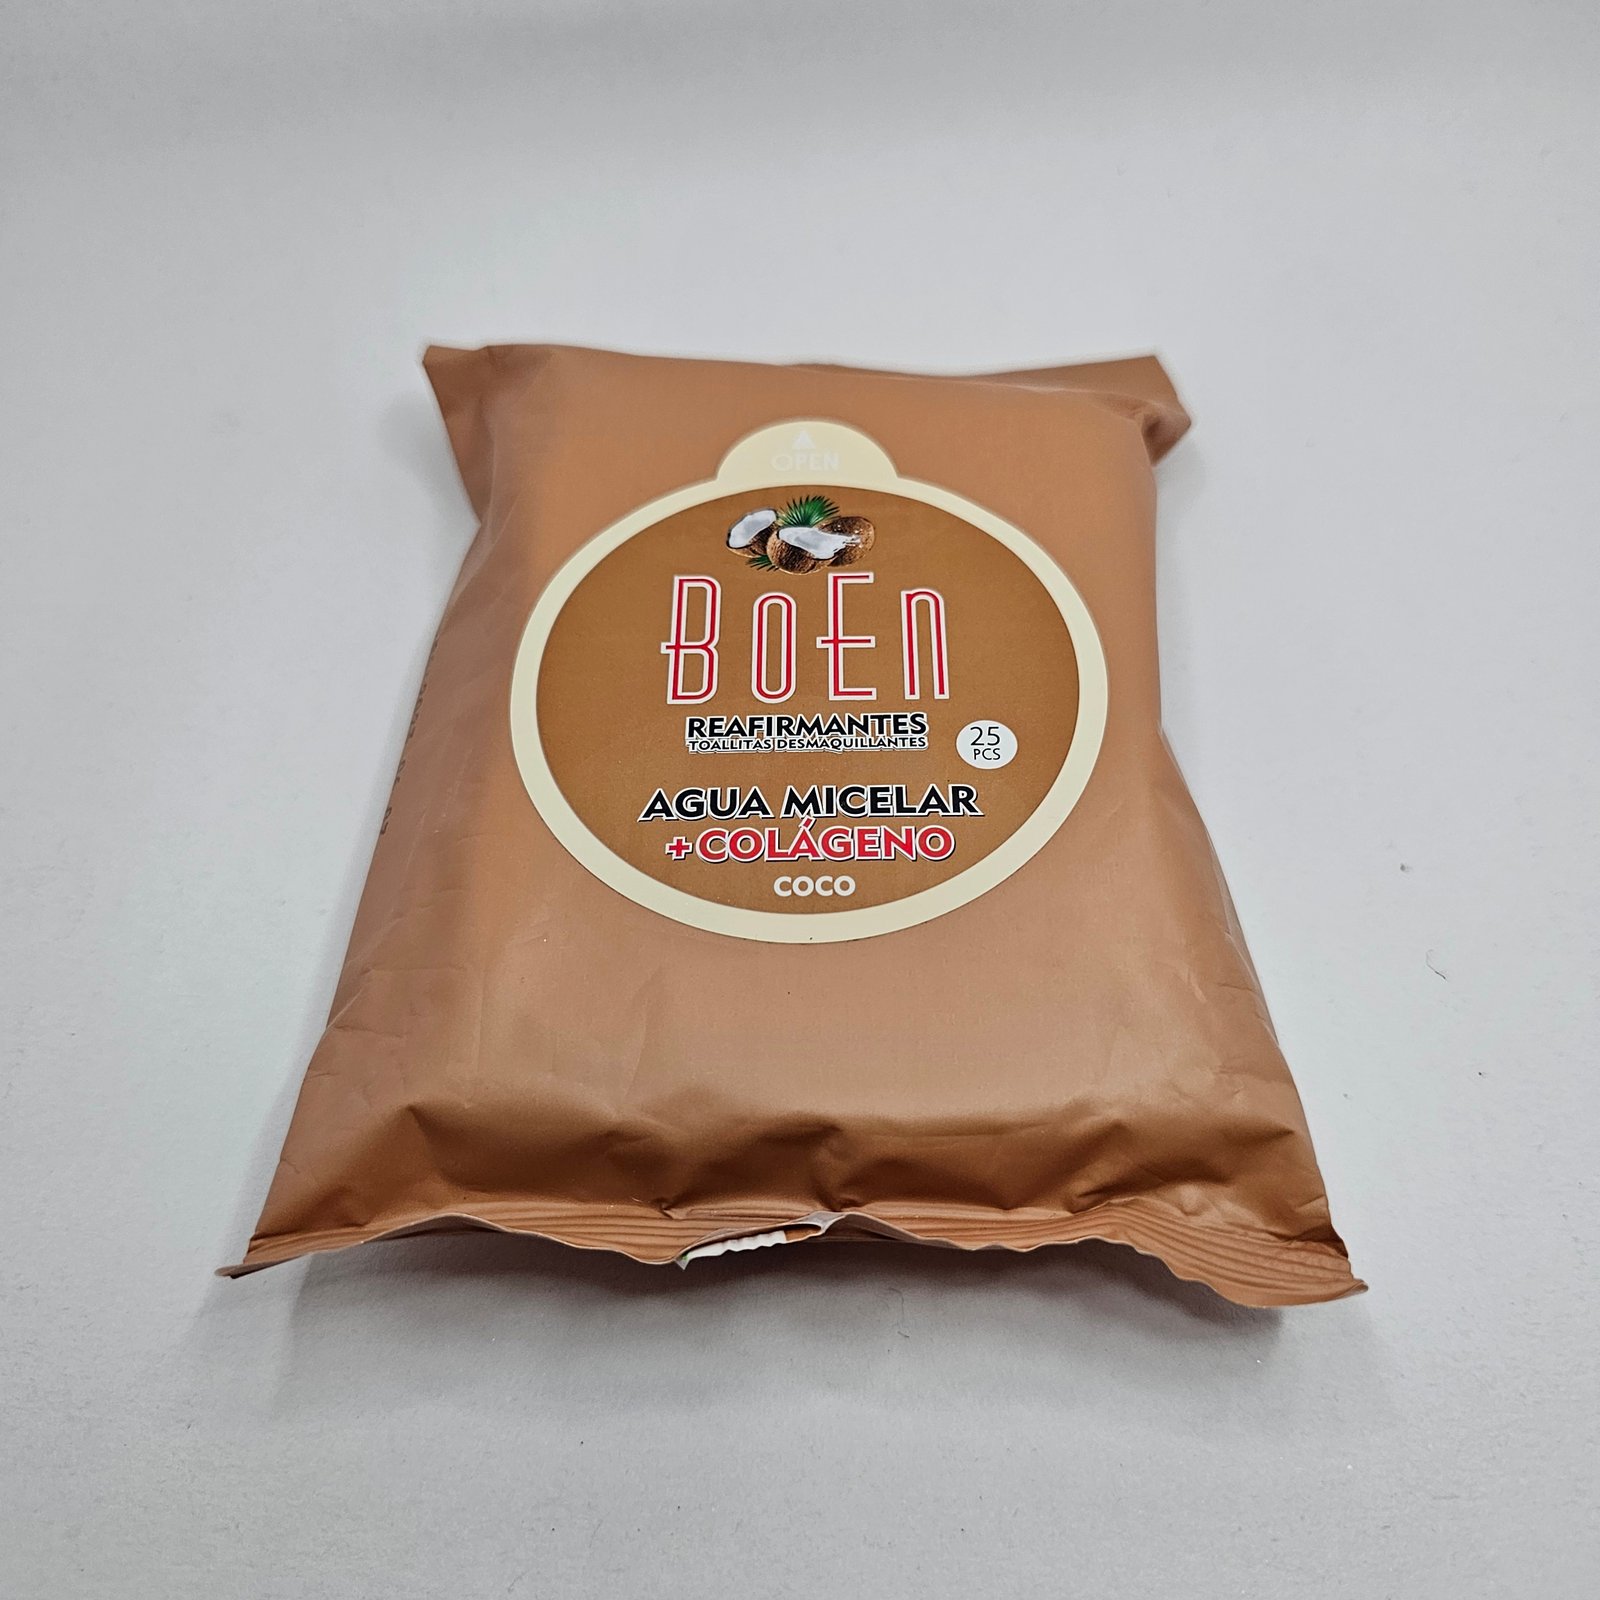 OPEN
BoEn
REAFIRMANTES
TOALLITAS DESMAQUILLANTES
25
PCS
AGUA MICELAR
+COLÁGENO
COCO